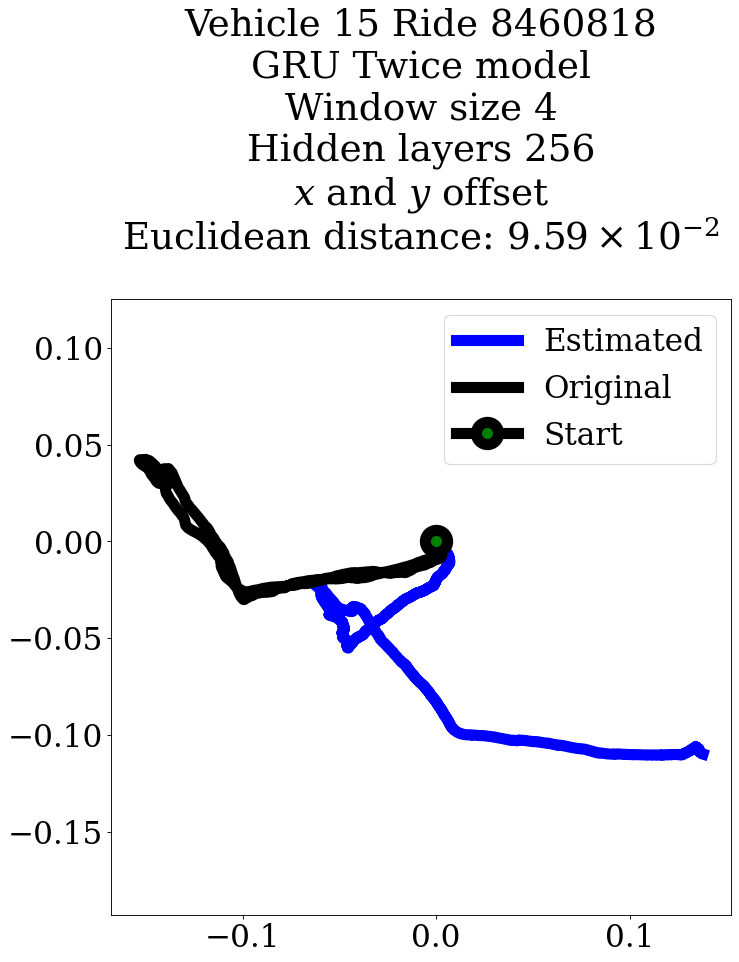 Vehicle 15 Ride 8460818
GRU Twice model
Window size 4
Hidden layers 256
x and y offset
Euclidean distance: 9.59 × 10⁻²
Estimated
Original
Start
0.10
0.05
0.00
−0.05
−0.10
−0.15
−0.1
0.0
0.1